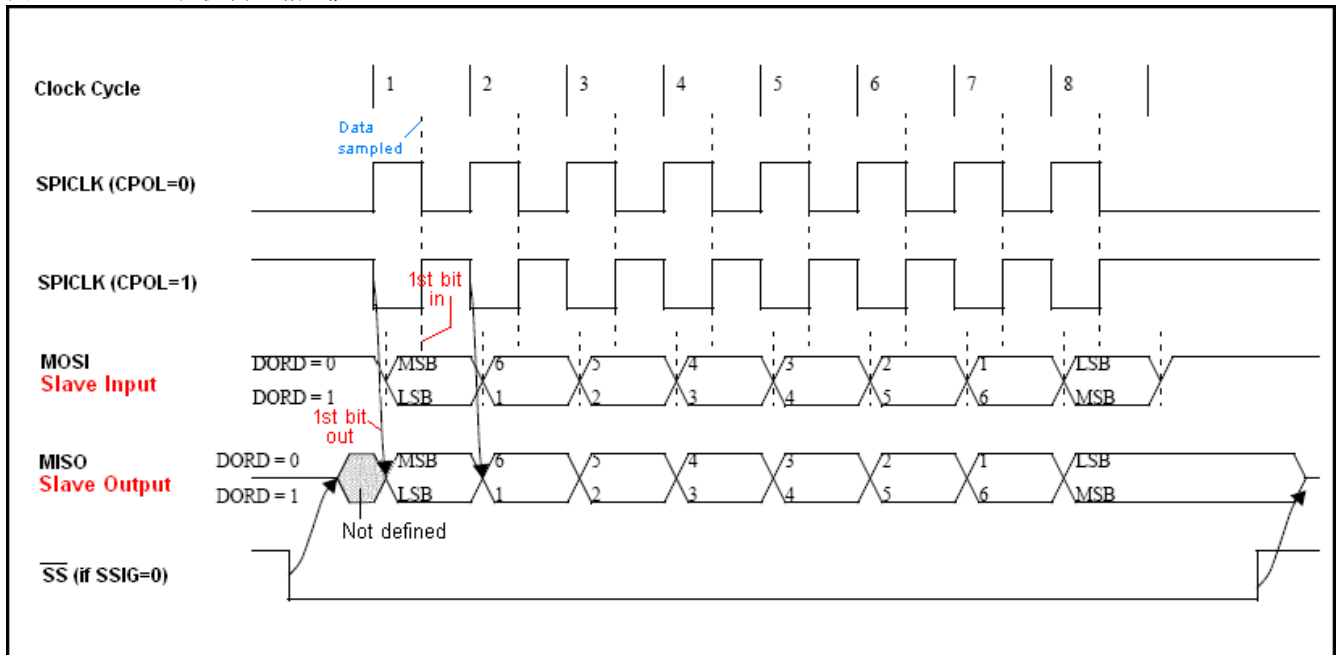 Clock Cycle 1 2 3 4 5 6 7 8
Data
sampled
SPICLK (CPOL=0)
SPICLK (CPOL=1)
1st bit
in
MOSI DORD = 0 MSB 6 5 4 3 2 1 LSB
Slave Input
DORD = 1 LSB 1 2 3 4 5 6 MSB
1st bit
out
MISO DORD = 0 MSB 6 5 4 3 2 1 LSB
Slave Output
DORD = 1 LSB 1 2 3 4 5 6 MSB
Not defined
SS (if SSIG=0)